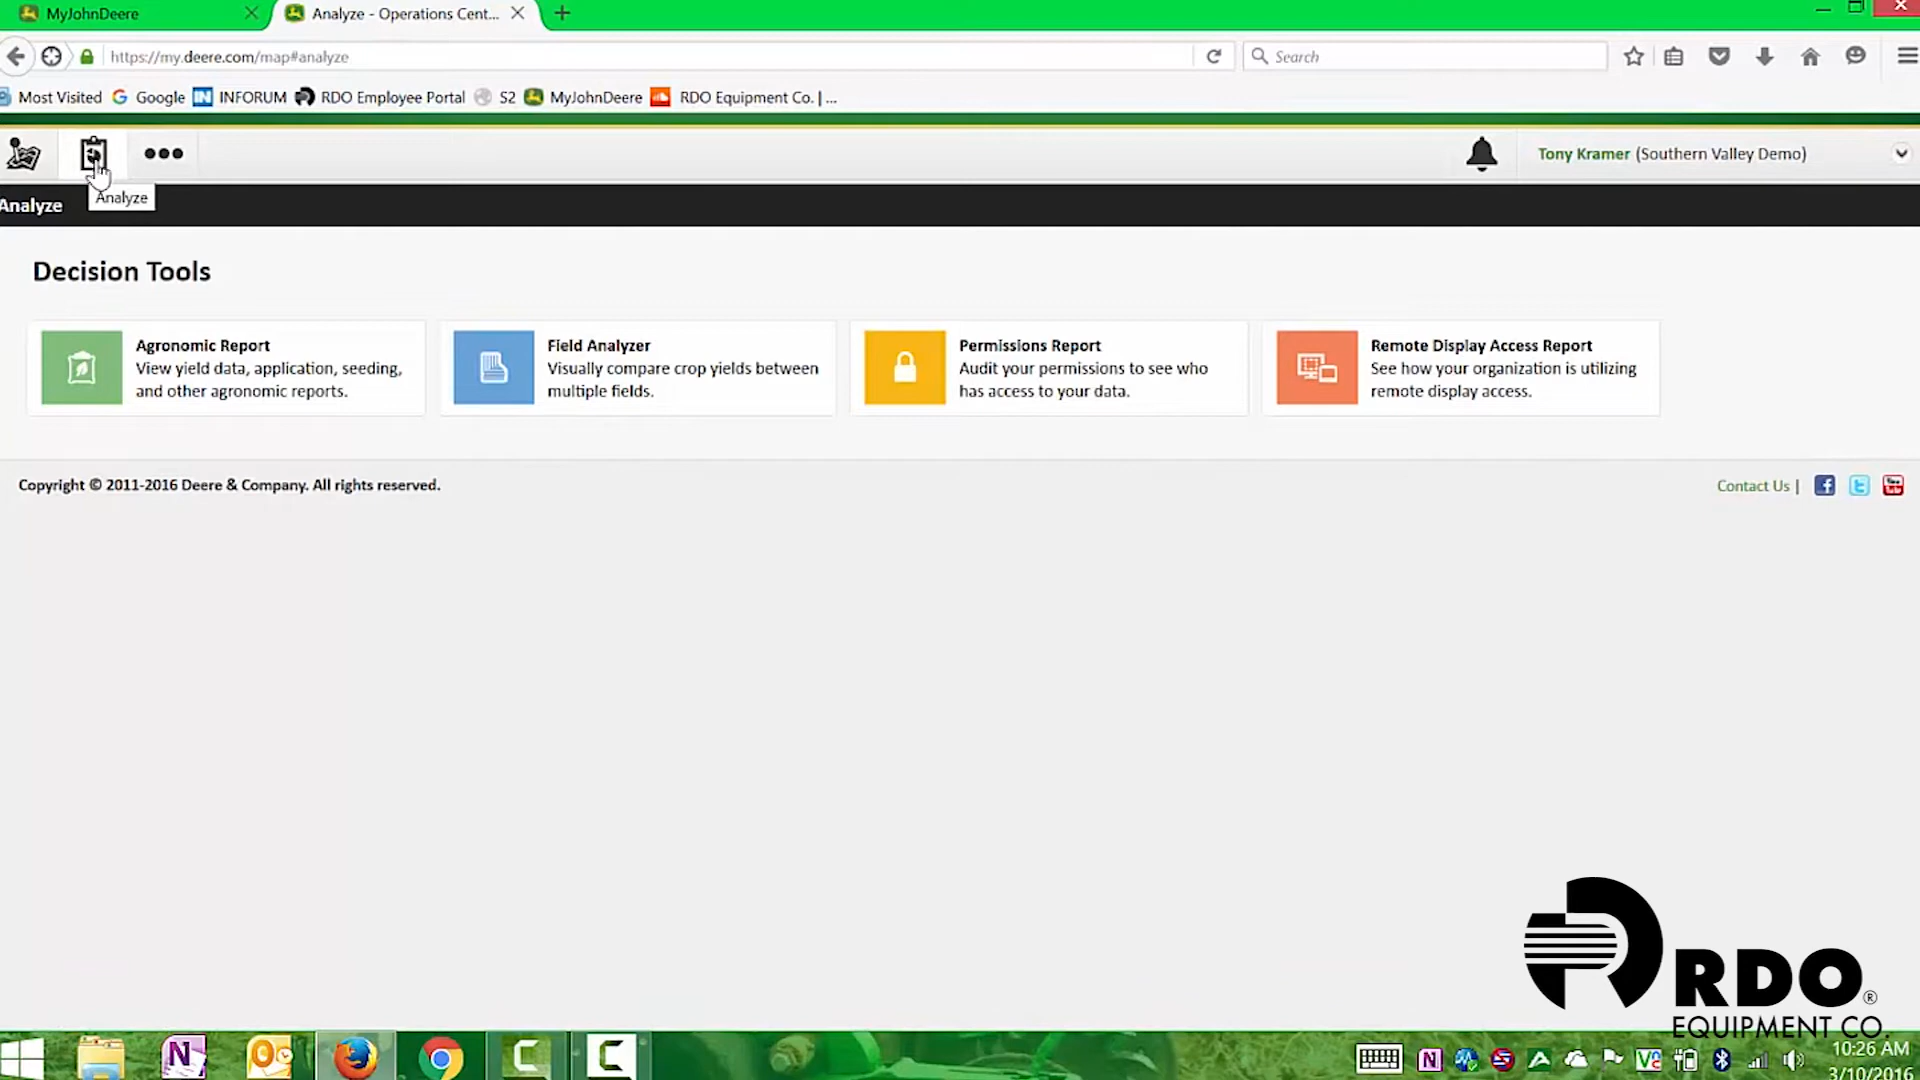 MyJohnDeere
Analyze - Operations Cent...
https://my.deere.com/map#analyze
Search
Most Visited
Google
IN
INFORUM
RDO Employee Portal
S2
MyJohnDeere
RDO Equipment Co. | ...
Tony Kramer (Southern Valley Demo)
Analyze
Analyze
Decision Tools
Agronomic Report
View yield data, application, seeding,
and other agronomic reports.
Field Analyzer
Visually compare crop yields between
multiple fields.
Permissions Report
Audit your permissions to see who
has access to your data.
Remote Display Access Report
See how your organization is utilizing
remote display access.
Copyright © 2011-2016 Deere & Company. All rights reserved.
Contact Us |
RDO®
EQUIPMENT CO.
10:26 AM
3/10/2016